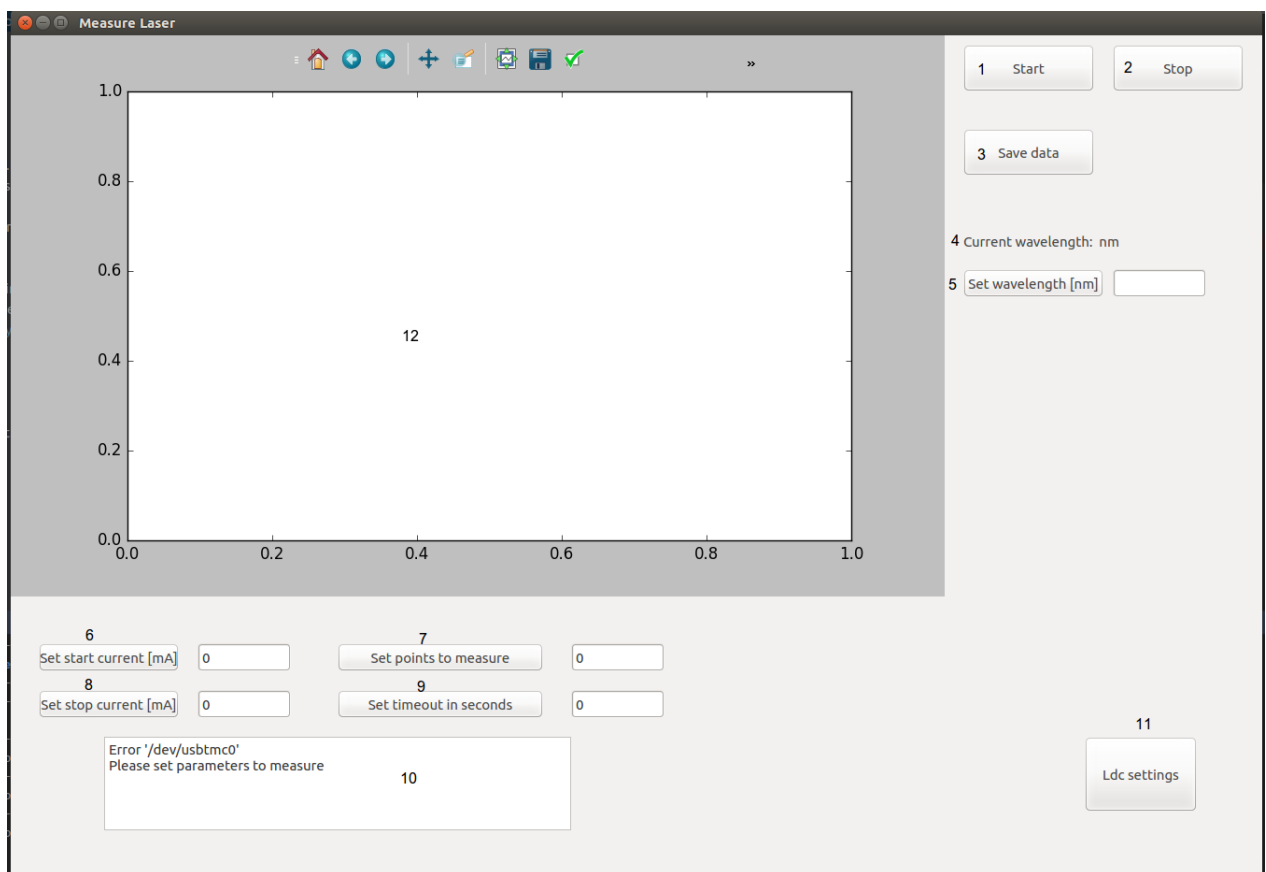 Measure Laser
»
1 Start
2 Stop
3 Save data
4 Current wavelength: nm
5 Set wavelength [nm]
1.0
0.8
0.6
0.4
0.2
0.0
0.0 0.2 0.4 0.6 0.8 1.0
12
6
Set start current [mA] 0
7
Set points to measure 0
8
Set stop current [mA] 0
9
Set timeout in seconds 0
Error '/dev/usbtmc0'
Please set parameters to measure
10
11
Ldc settings